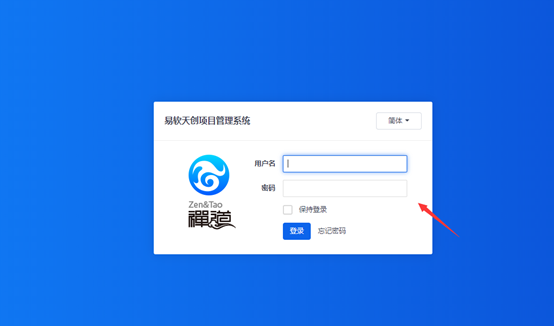 易软天创项目管理系统
简体
用户名
密码
Zen&Tao
禪道
保持登录
登录 忘记密码